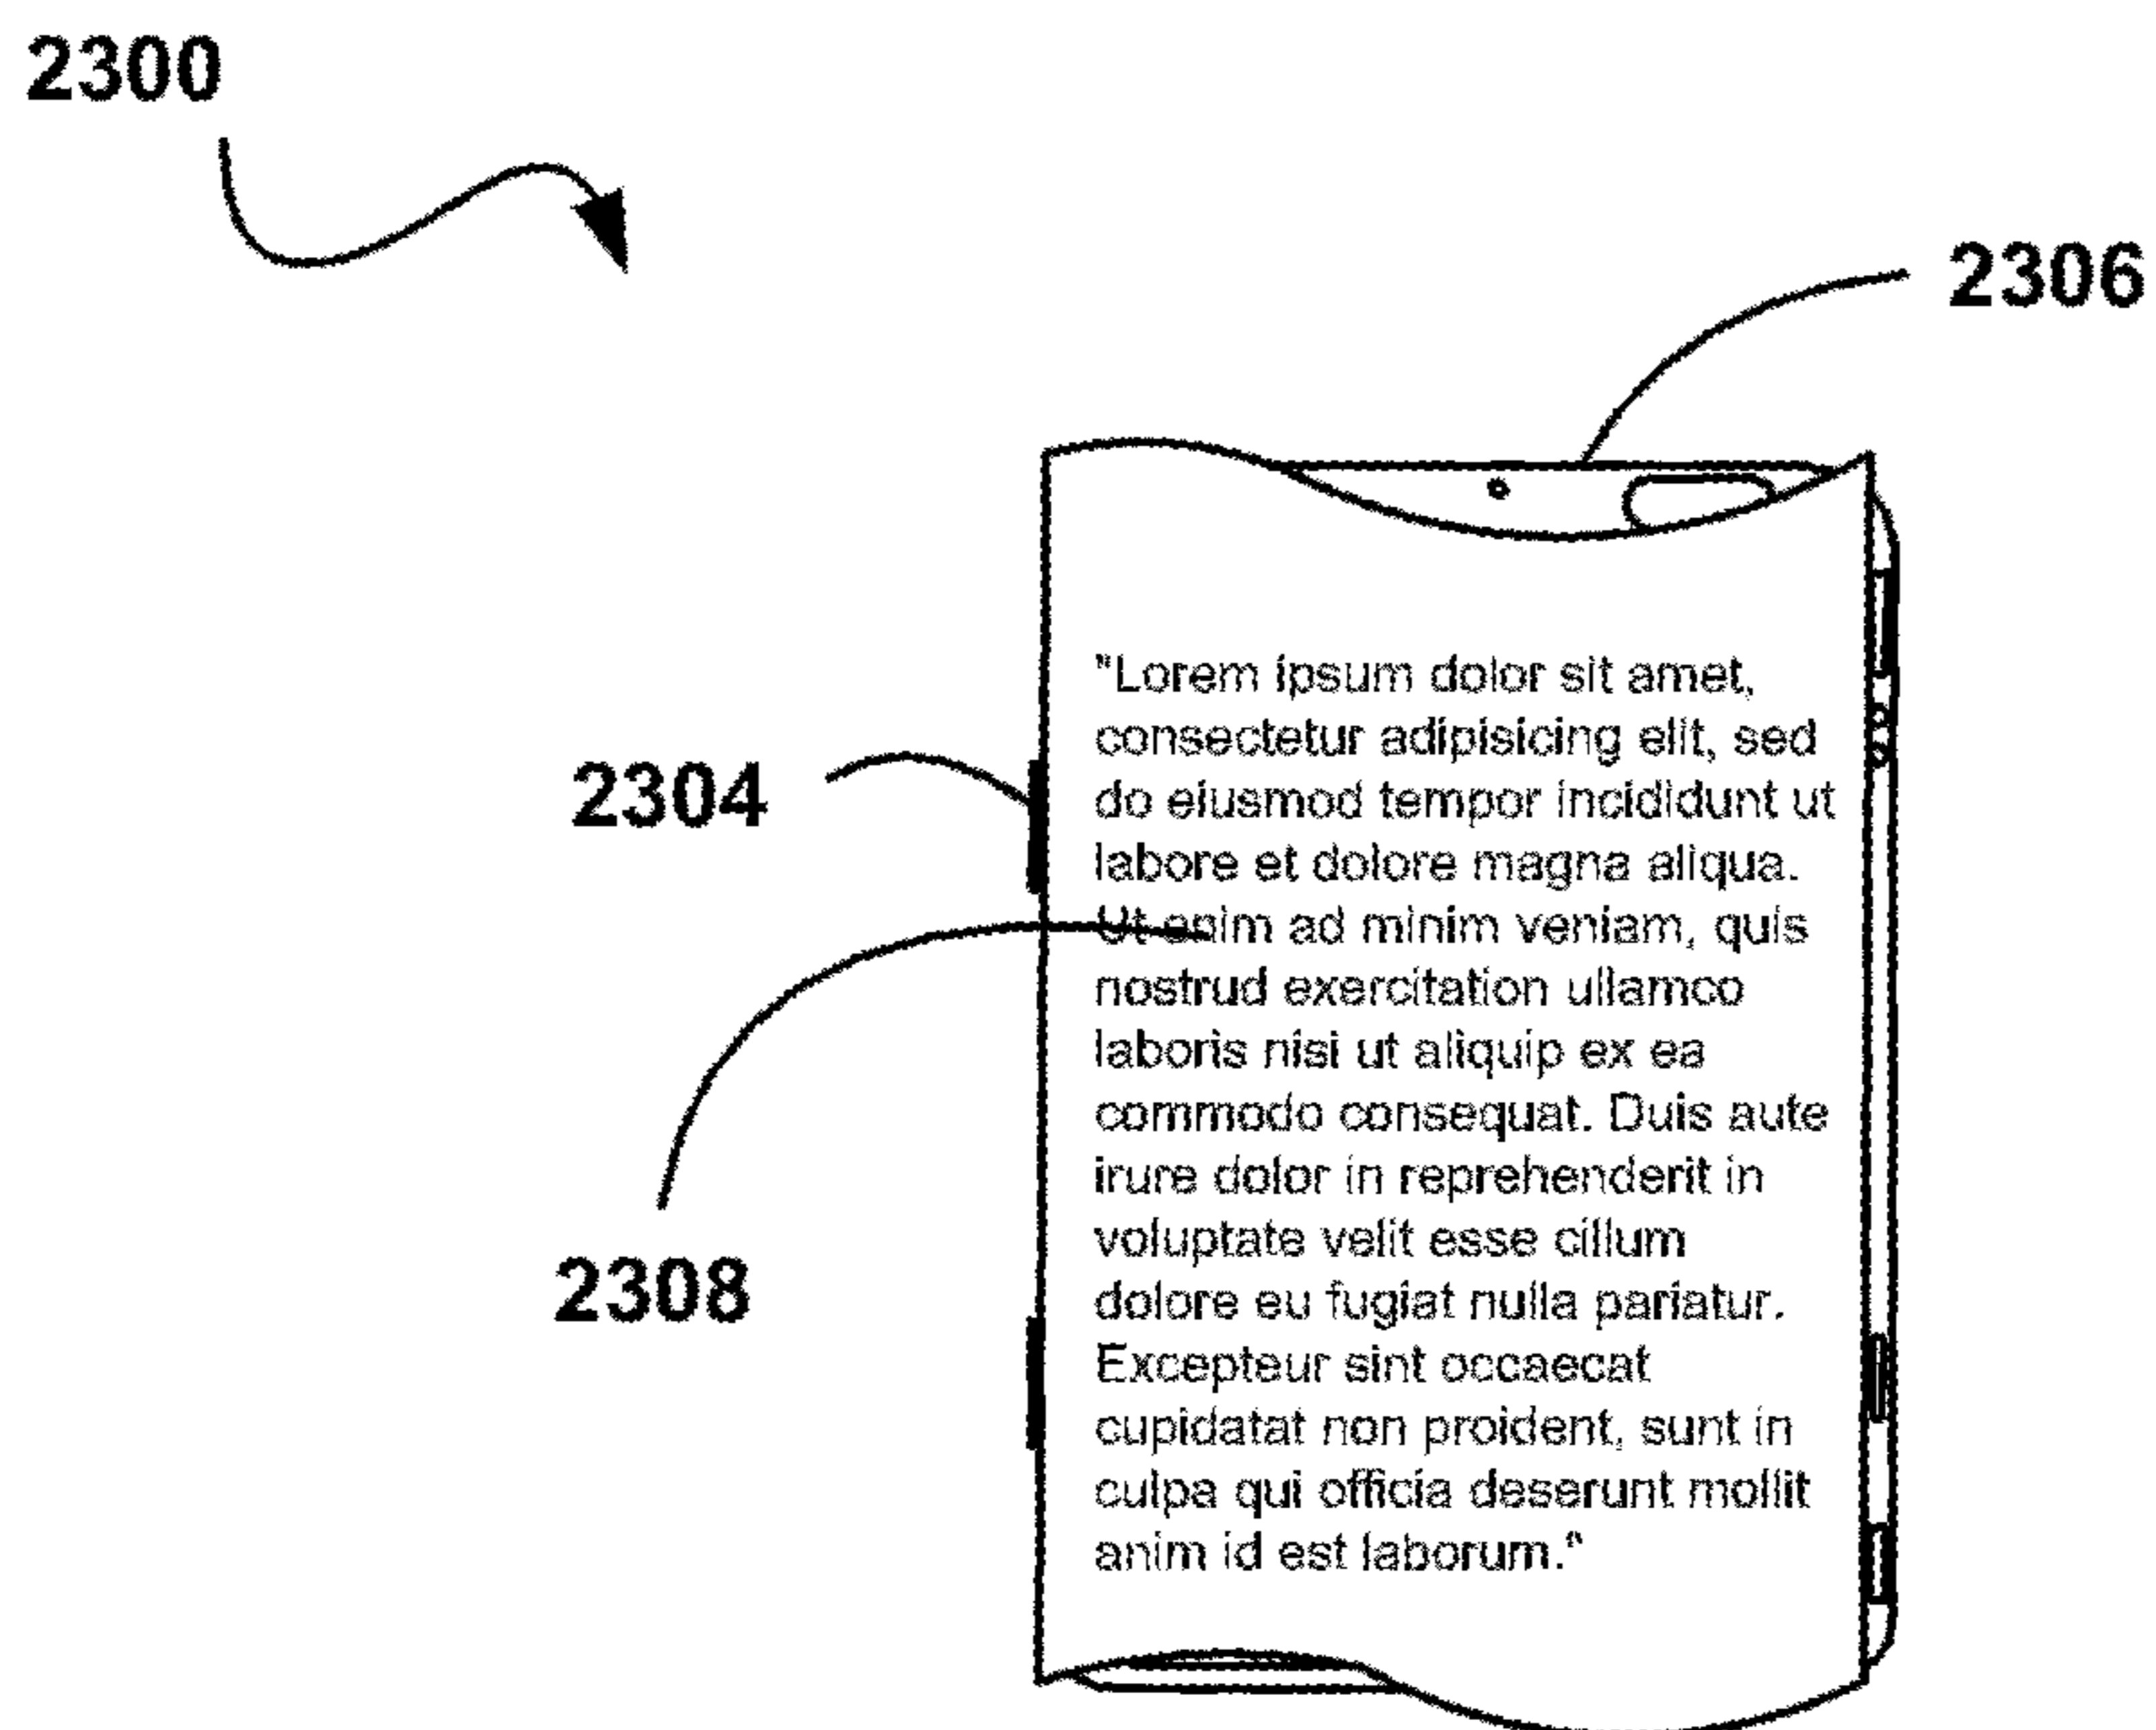 2300
2306
"Lorem ipsum dolor sit amet,
consectetur adipisicing elit, sed
do eiusmod tempor incididunt ut
2304
labore et dolore magna aliqua.
Ut enim ad minim veniam, quis
nostrud exercitation ullamco
laboris nisi ut aliquip ex ea
commodo consequat. Duis aute
irure dolor in reprehenderit in
voluptate velit esse cillum
2308
dolore eu fugiat nulla pariatur.
Excepteur sint occaecat
cupidatat non proident, sunt in
culpa qui officia deserunt mollit
anim id est laborum."